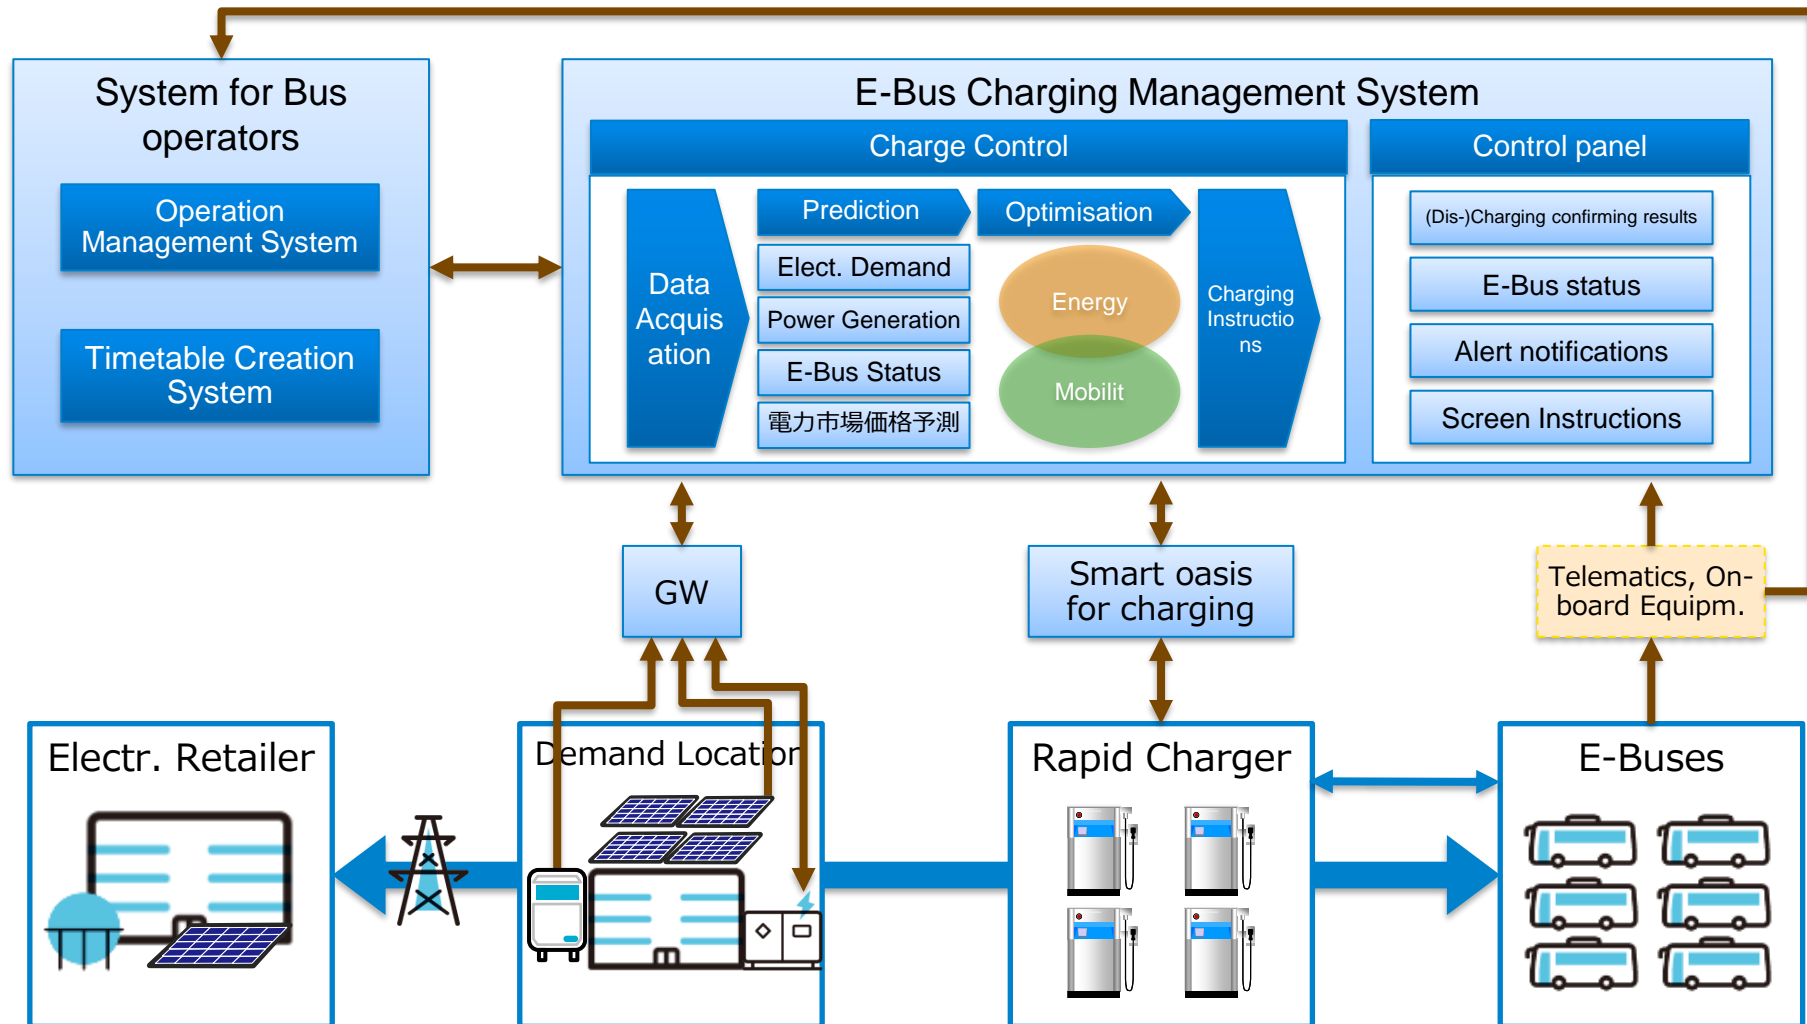 System for Bus
operators
Operation
Management System
Timetable Creation
System
E-Bus Charging Management System
Charge Control
Data
Acquis
ation
Prediction
Elect. Demand
Power Generation
E-Bus Status
電力市場価格予測
Optimisation
Energy
Mobilit
Charging
Instructio
ns
Control panel
(Dis-)Charging confirming results
E-Bus status
Alert notifications
Screen Instructions
GW
Smart oasis
for charging
Telematics, On-
board Equipm.
Electr. Retailer
Demand Location
Rapid Charger
E-Buses